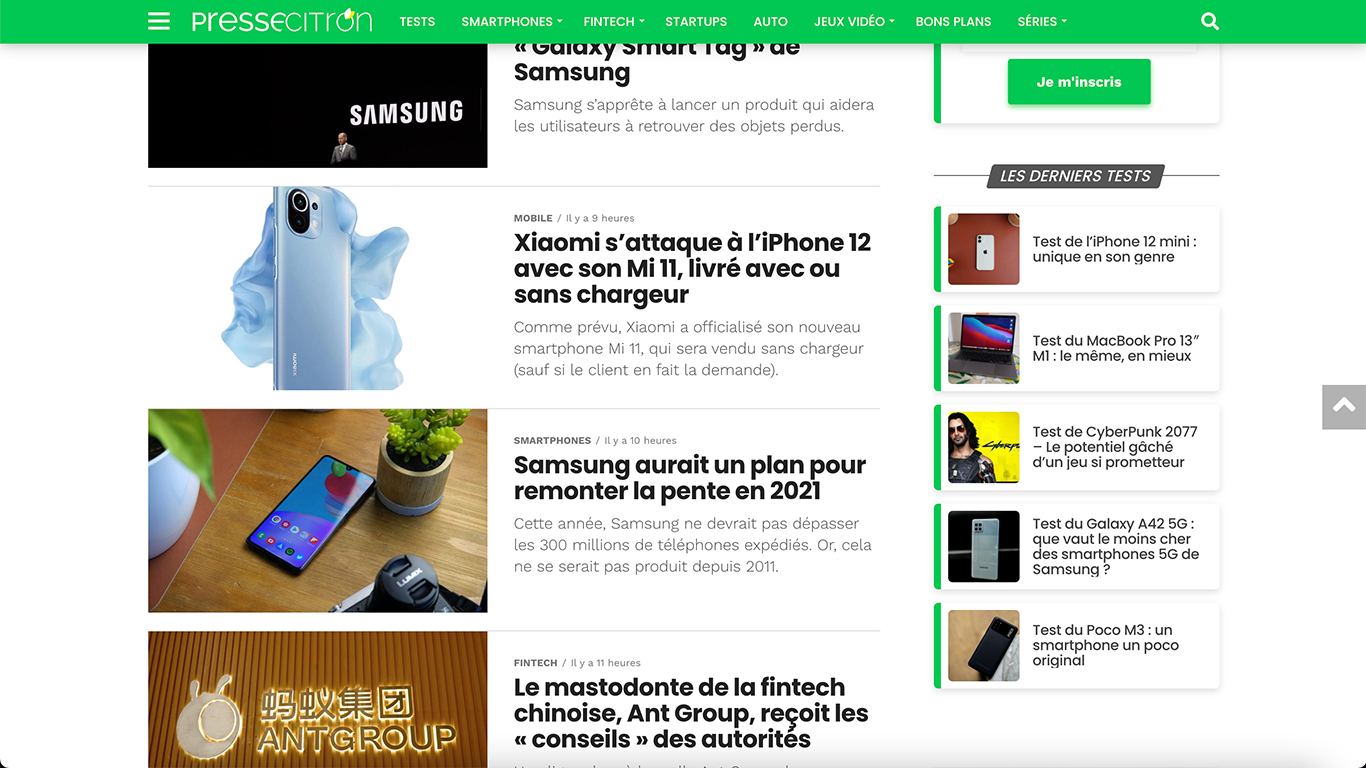 PRESSECITRON
TESTS
SMARTPHONES
FINTECH
STARTUPS
AUTO
JEUX VIDÉO
BONS PLANS
SÉRIES
« Galaxy Smart Tag » de
Samsung
Samsung s’apprête à lancer un produit qui aidera
les utilisateurs à retrouver des objets perdus.
SAMSUNG
MOBILE / Il y a 9 heures
Xiaomi s’attaque à l’iPhone 12
avec son Mi 11, livré avec ou
sans chargeur
Comme prévu, Xiaomi a officialisé son nouveau
smartphone Mi 11, qui sera vendu sans chargeur
(sauf si le client en fait la demande).
XIAOMI
SMARTPHONES / Il y a 10 heures
Samsung aurait un plan pour
remonter la pente en 2021
Cette année, Samsung ne devrait pas dépasser
les 300 millions de téléphones expédiés. Or, cela
ne se serait pas produit depuis 2011.
LUMIX
FINTECH / Il y a 11 heures
Le mastodonte de la fintech
chinoise, Ant Group, reçoit les
« conseils » des autorités
蚂蚁集团
ANTGROUP
Je m'inscris
LES DERNIERS TESTS
Test de l’iPhone 12 mini :
unique en son genre
Test du MacBook Pro 13”
M1 : le même, en mieux
Test de CyberPunk 2077
– Le potentiel gâché
d’un jeu si prometteur
Test du Galaxy A42 5G :
que vaut le moins cher
des smartphones 5G de
Samsung ?
Test du Poco M3 : un
smartphone un poco
original